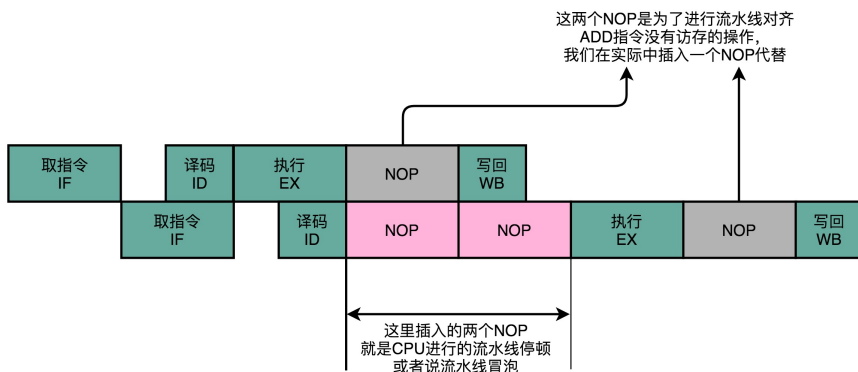 这两个NOP是为了进行流水线对齐
ADD指令没有访存的操作，
我们在实际中插入一个NOP代替
取指令
IF
译码
ID
执行
EX
NOP
写回
WB
取指令
IF
译码
ID
NOP
NOP
执行
EX
NOP
写回
WB
这里插入的两个NOP
就是CPU进行的流水线停顿
或者说流水线冒泡